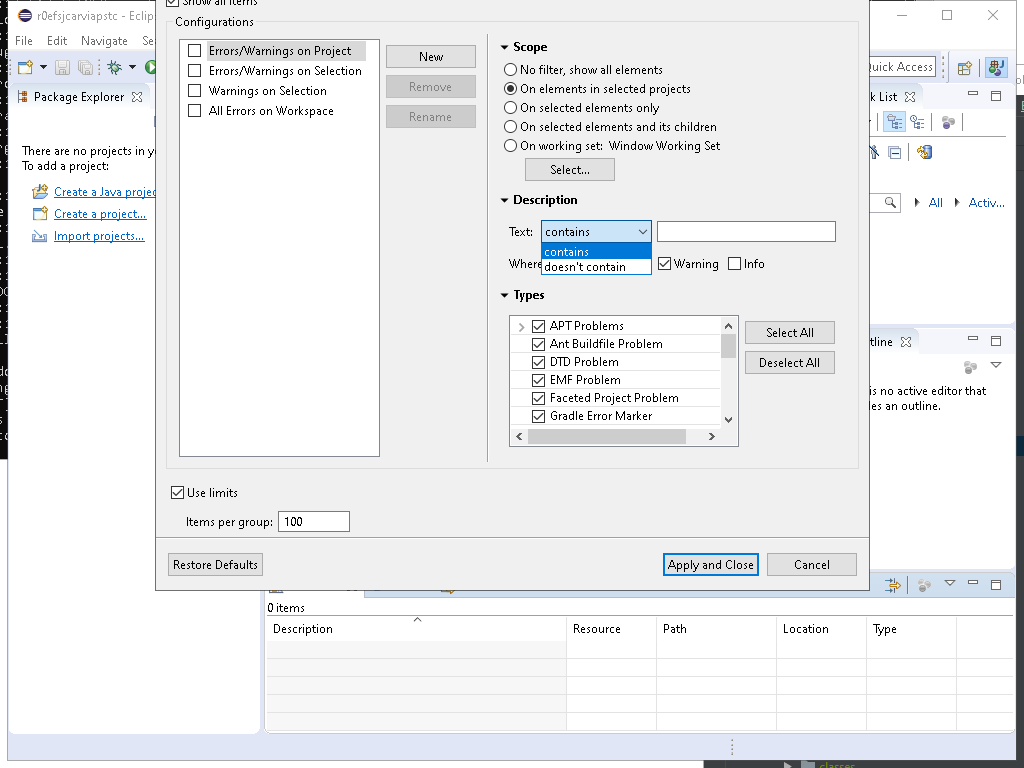 r0efsjcarviapstc - Eclip
Show all items
File Edit Navigate Se
Quick Access
Package Explorer
There are no projects in y
To add a project:
Create a Java projec
Create a project...
Import projects...
Configurations
Errors/Warnings on Project
Errors/Warnings on Selection
Warnings on Selection
All Errors on Workspace
New
Remove
Rename
Scope
No filter, show all elements
On elements in selected projects
On selected elements only
On selected elements and its children
On working set: Window Working Set
Select...
Description
Text: contains
contains
doesn't contain
Where
Warning
Info
Types
APT Problems
Ant Buildfile Problem
DTD Problem
EMF Problem
Faceted Project Problem
Gradle Error Marker
Select All
Deselect All
Use limits
Items per group: 100
Restore Defaults
Apply and Close
Cancel
k List
All
Activ...
tline
is no active editor that
les an outline.
0 items
Description Resource Path Location Type
classes